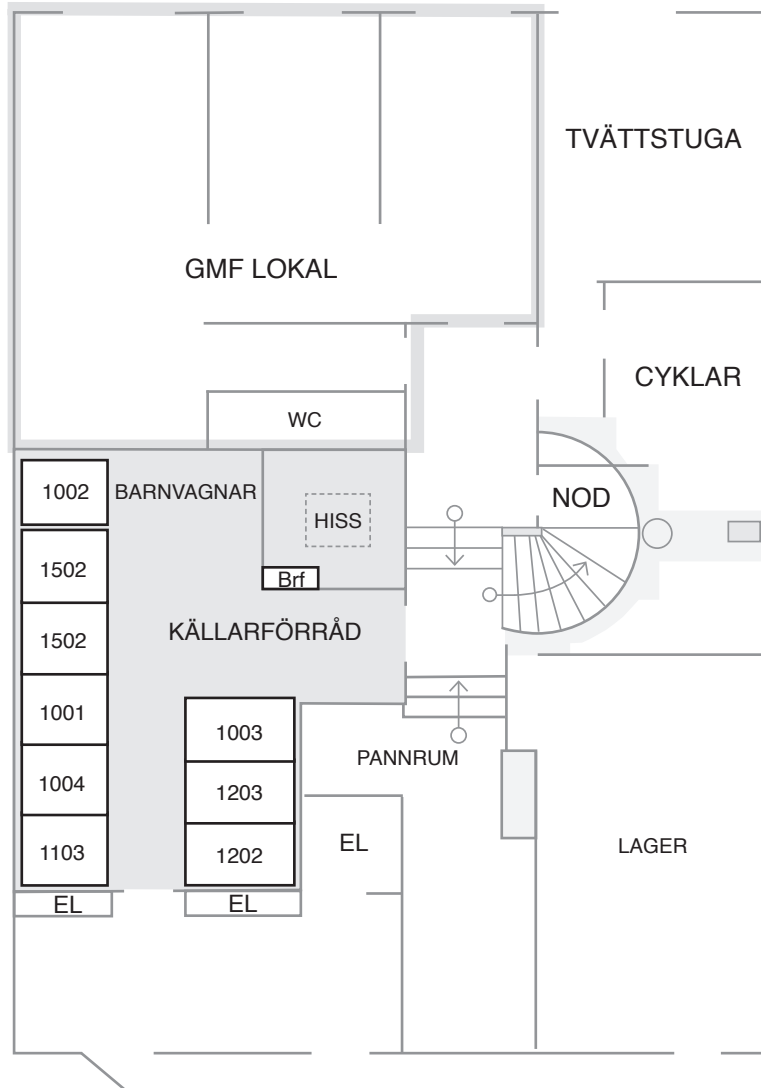 TVÄTTSTUGA
GMF LOKAL
CYKLAR
WC
1002
BARNVAGNAR
NOD
HISS
1502
Brf
1502
KÄLLARFÖRRÅD
1001
1003
PANNRUM
1004
1203
EL
LAGER
1103
1202
EL
EL